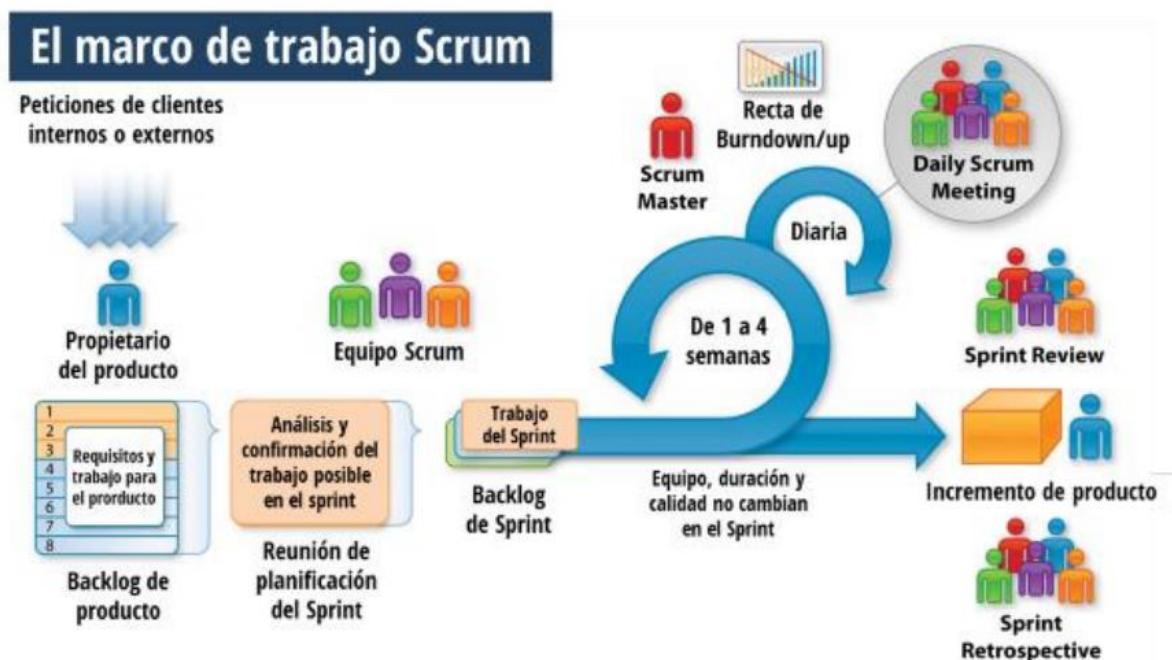 El marco de trabajo Scrum
Peticiones de clientes
internos o externos
Propietario
del producto
1
2
3
4
5
6
7
8
Requisitos y
trabajo para
el prorducto
Backlog de
producto
Equipo Scrum
Análisis y
confirmación del
trabajo posible
en el sprint
Reunión de
planificación
del Sprint
Trabajo
del Sprint
Backlog
de Sprint
Scrum
Master
Recta de
Burndown/up
Daily Scrum
Meeting
Diaria
De 1 a 4
semanas
Equipo, duración y
calidad no cambian
en el Sprint
Sprint Review
Incremento de producto
Sprint
Retrospective